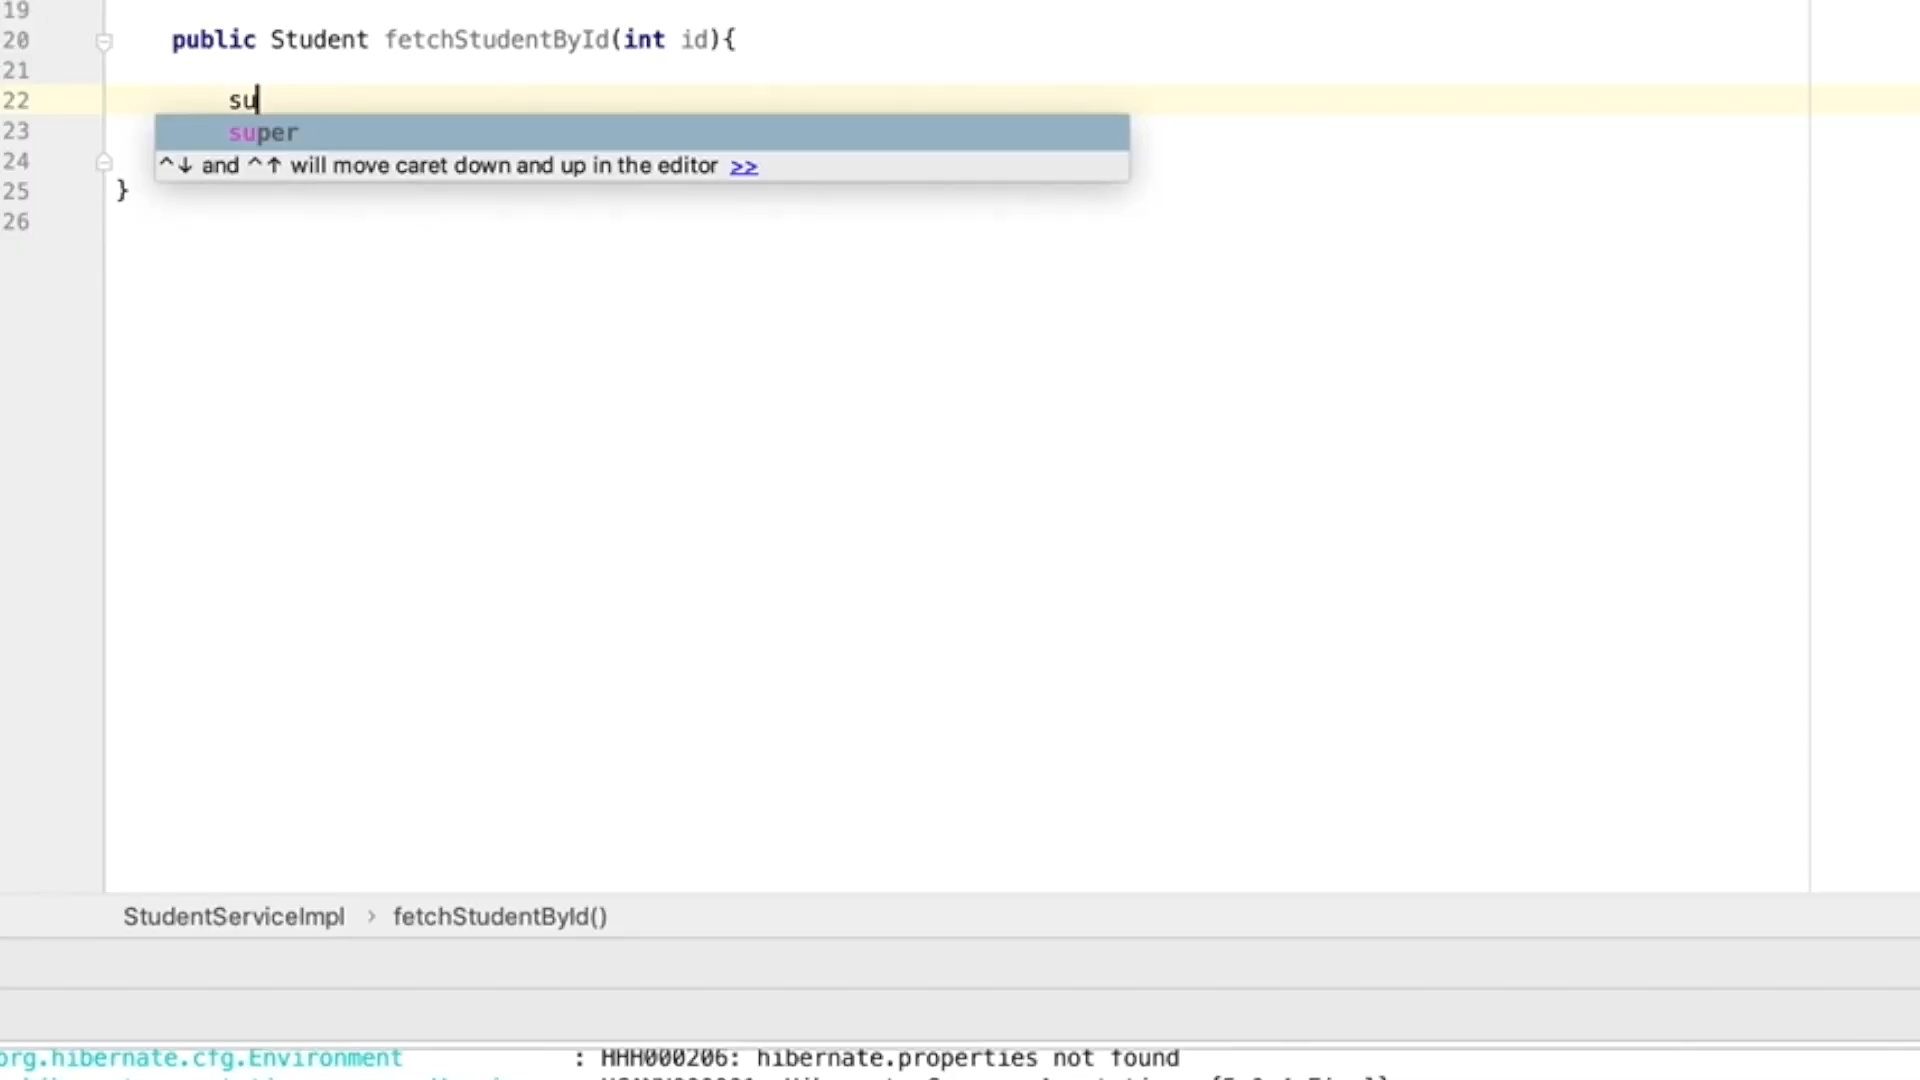 19
20 public Student fetchStudentById(int id){
21
22 su
super
23
^↓ and ^↑ will move caret down and up in the editor >>
24
25 }
26
StudentServiceImpl › fetchStudentById()
org.hibernate.cfg.Environment : HHH000206: hibernate.properties not found